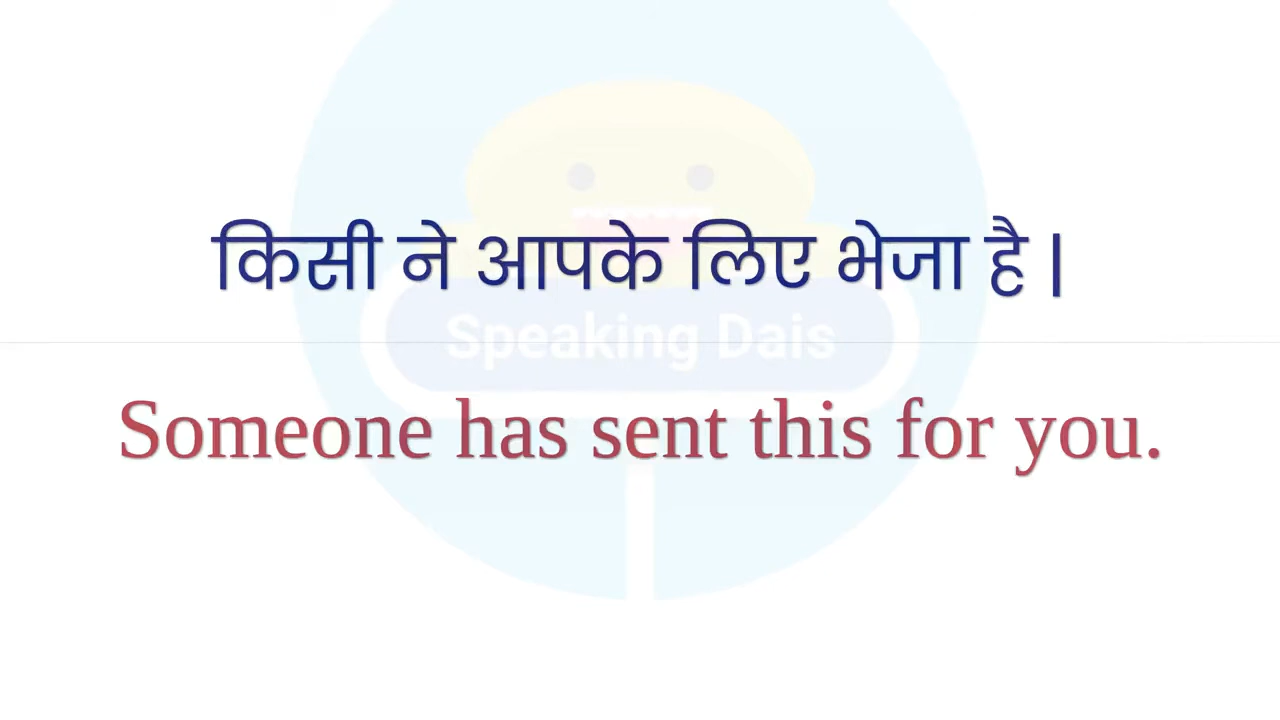 किसी ने आपके लिए भेजा है |
Speaking Dais
Someone has sent this for you.